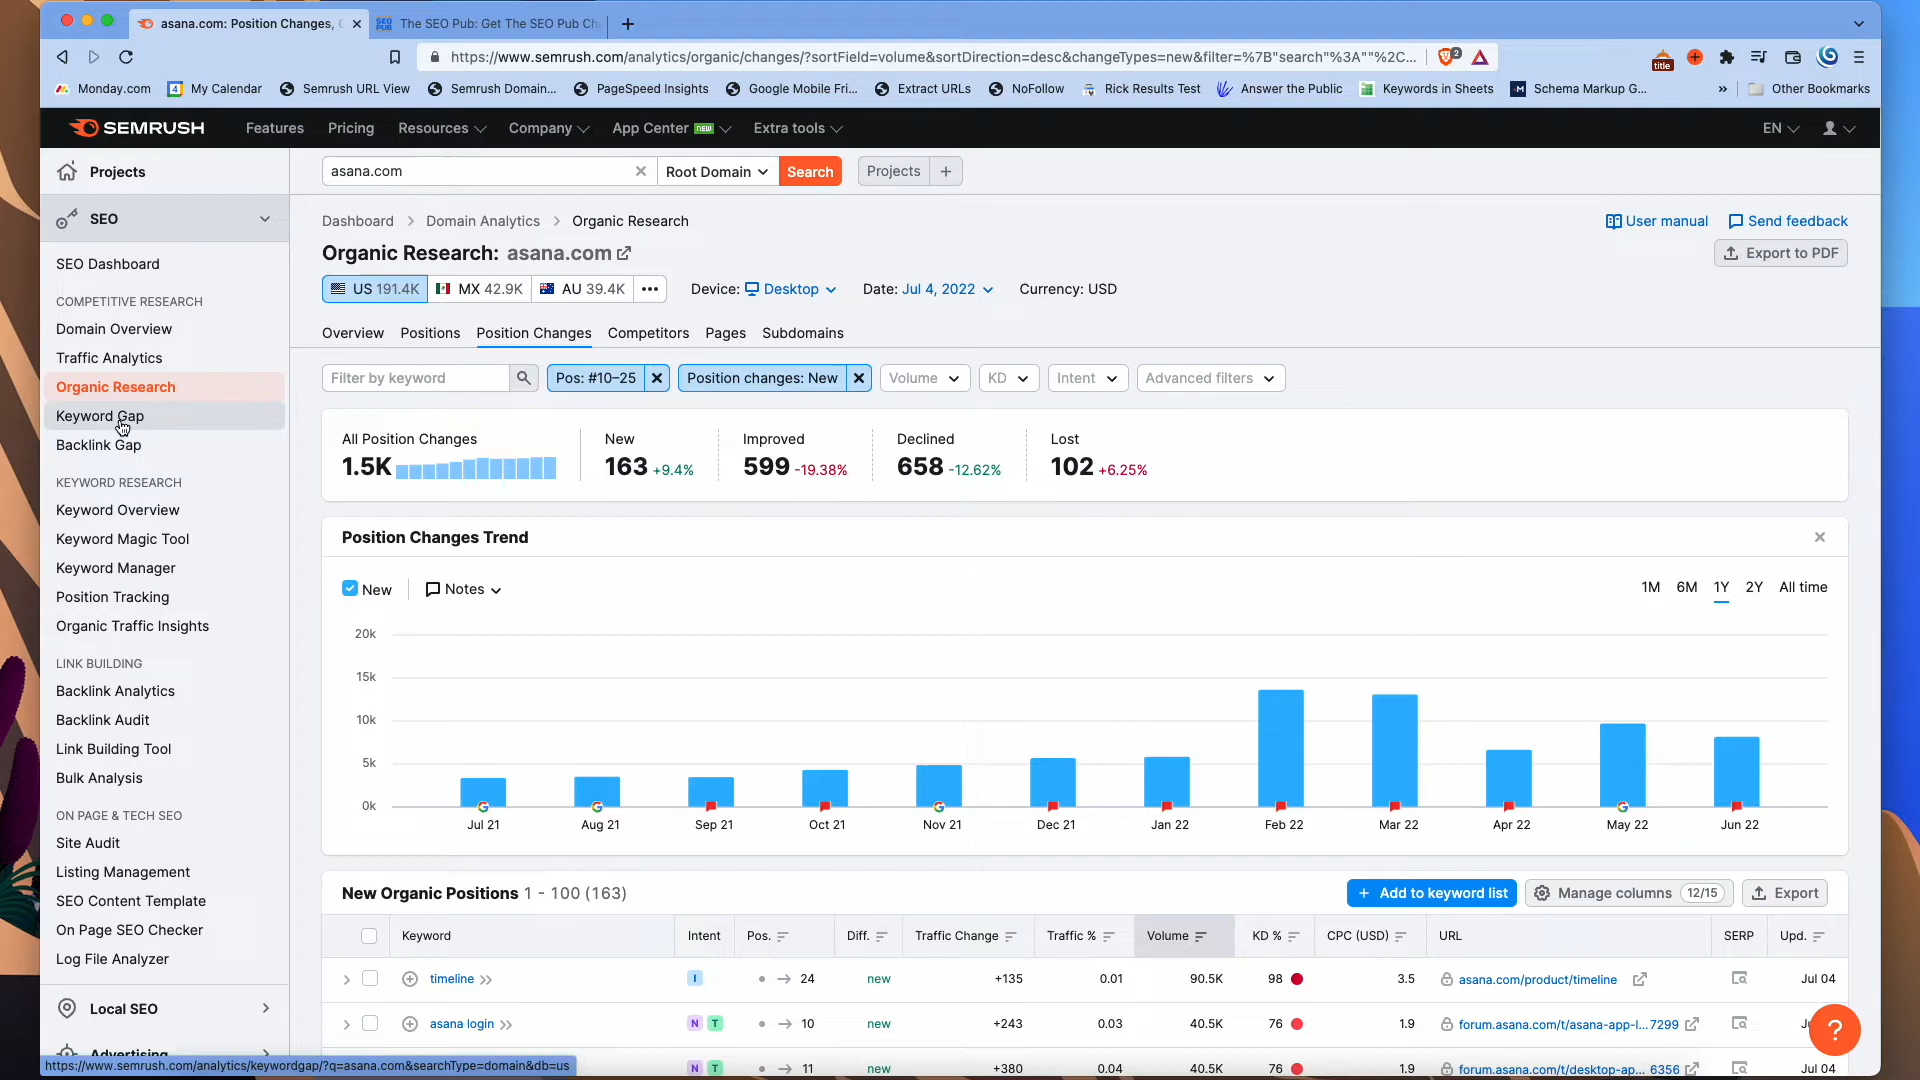 asana.com: Position Changes,
The SEO Pub: Get The SEO Pub Ch
https://www.semrush.com/analytics/organic/changes/?sortField=volume&sortDirection=desc&changeTypes=new&filter=%7B"search"%3A""%2C...
2
title
Monday.com
4
My Calendar
Semrush URL View
Semrush Domain...
PageSpeed Insights
Google Mobile Fri...
Extract URLs
NoFollow
Rick Results Test
Answer the Public
Keywords in Sheets
Schema Markup G...
»
Other Bookmarks
SEMRUSH
Features
Pricing
Resources
Company
App Center NEW
Extra tools
EN
Projects
asana.com
Root Domain
Search
Projects +
SEO
Dashboard > Domain Analytics > Organic Research
User manual
Send feedback
Organic Research: asana.com
Export to PDF
US 191.4K
MX 42.9K
AU 39.4K
•••
Device: Desktop
Date: Jul 4, 2022
Currency: USD
Overview
Positions
Position Changes
Competitors
Pages
Subdomains
Filter by keyword
Pos: #10–25
Position changes: New
Volume
KD
Intent
Advanced filters
SEO Dashboard
COMPETITIVE RESEARCH
Domain Overview
Traffic Analytics
Organic Research
Keyword Gap
Backlink Gap
KEYWORD RESEARCH
Keyword Overview
Keyword Magic Tool
Keyword Manager
Position Tracking
Organic Traffic Insights
LINK BUILDING
Backlink Analytics
Backlink Audit
Link Building Tool
Bulk Analysis
ON PAGE & TECH SEO
Site Audit
Listing Management
SEO Content Template
On Page SEO Checker
Log File Analyzer
Local SEO
Advertising
All Position Changes
1.5K
New
163 +9.4%
Improved
599 -19.38%
Declined
658 -12.62%
Lost
102 +6.25%
Position Changes Trend
New
Notes
1M 6M 1Y 2Y All time
20k
15k
10k
5k
0k
Jul 21 Aug 21 Sep 21 Oct 21 Nov 21 Dec 21 Jan 22 Feb 22 Mar 22 Apr 22 May 22 Jun 22
New Organic Positions 1 - 100 (163)
+ Add to keyword list
Manage columns 12/15
Export
Keyword Intent Pos. Diff. Traffic Change Traffic % Volume KD % CPC (USD) URL SERP Upd.
timeline I 24 new +135 0.01 90.5K 98 3.5 asana.com/product/timeline Jul 04
asana login N T 10 new +243 0.03 40.5K 76 1.9 forum.asana.com/t/asana-app-l...7299
N T 11 new +380 0.04 40.5K 76 1.9 forum.asana.com/t/desktop-ap... 6356 Jul 04
?
https://www.semrush.com/analytics/keywordgap/?q=asana.com&searchType=domain&db=us